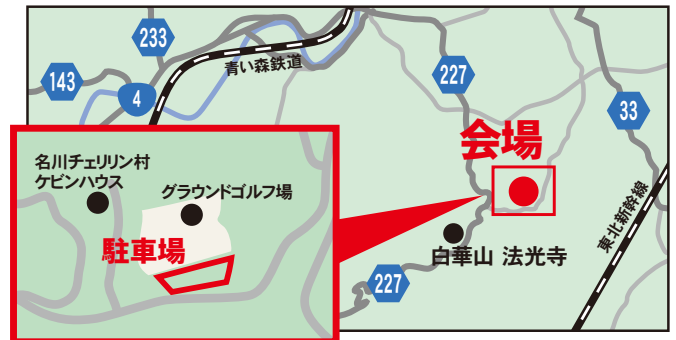 233
143
4
青い森鉄道
227
33
会場
東北新幹線
白華山 法光寺
227
名川チェリリン村
ケビンハウス
グラウンドゴルフ場
駐車場